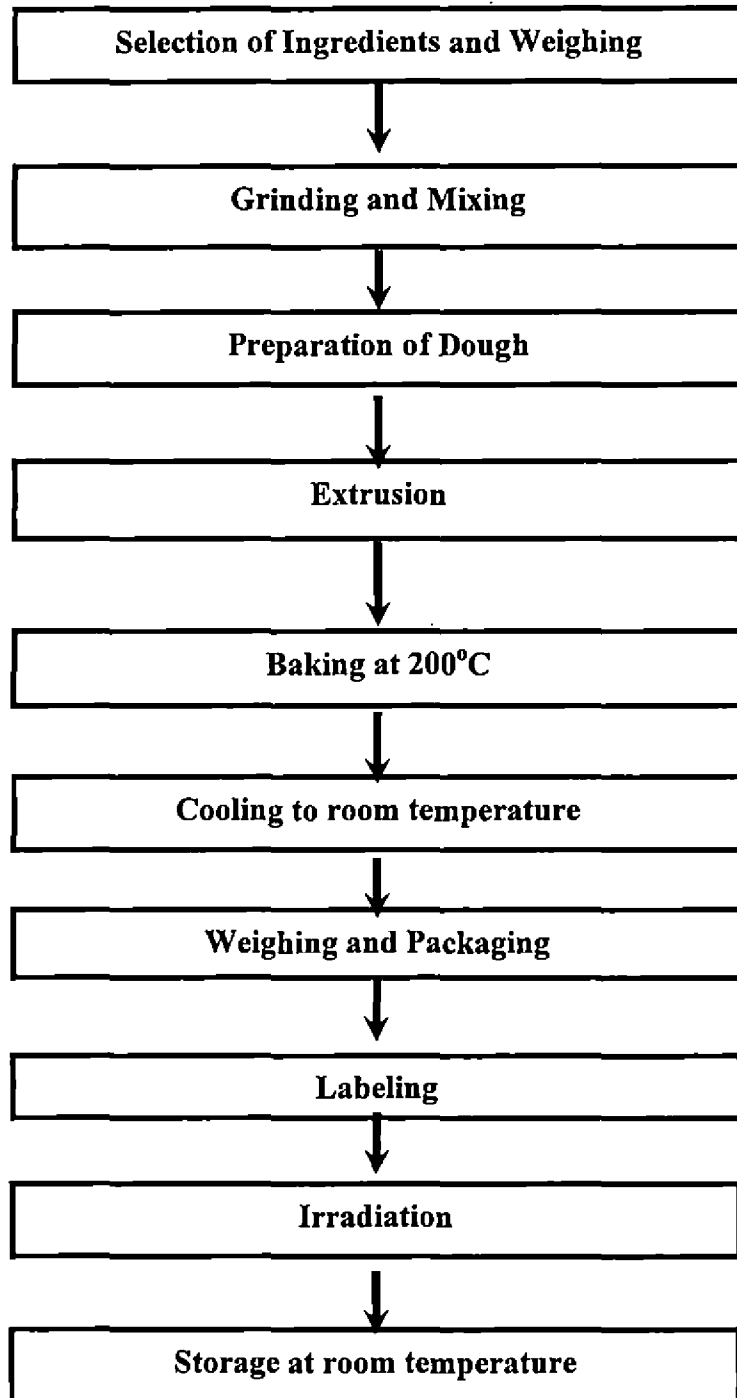 Selection of Ingredients and Weighing
Grinding and Mixing
Preparation of Dough
Extrusion
Baking at 200°C
Cooling to room temperature
Weighing and Packaging
Labeling
Irradiation
Storage at room temperature